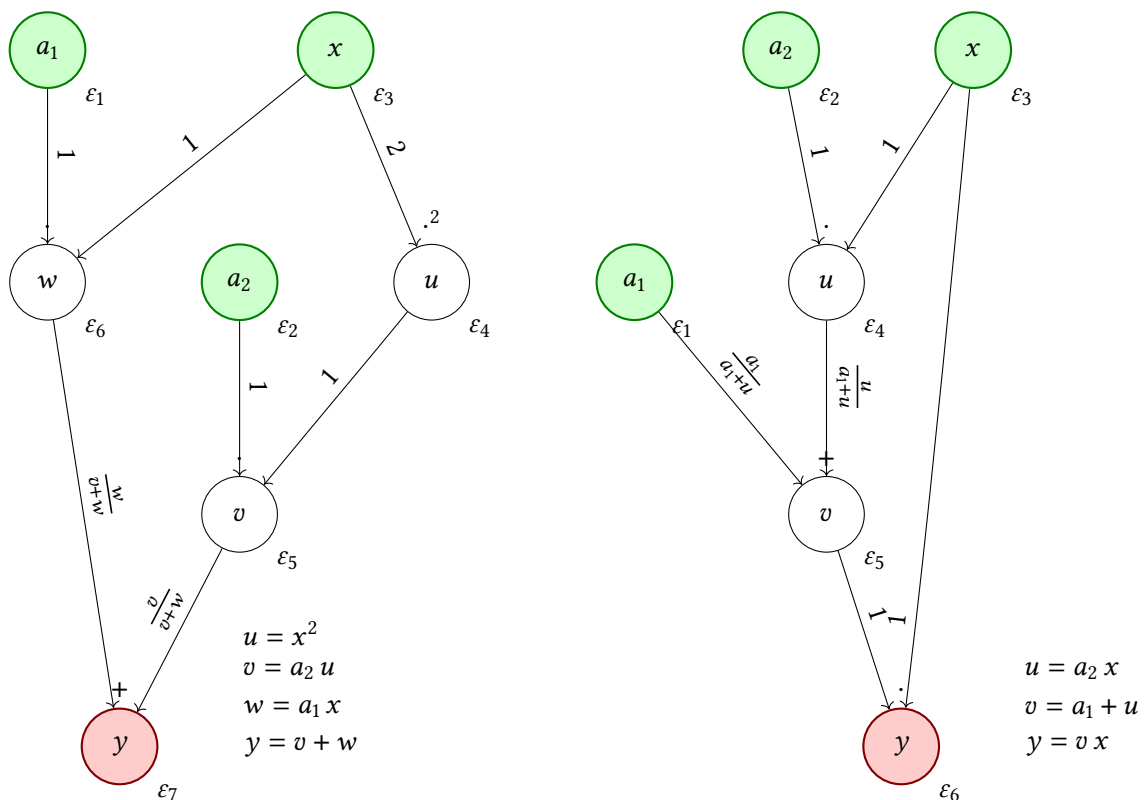 a₁
x
ε₁
ε₃
1
1
2
·
·²
w
a₂
u
ε₆
ε₂
ε₄
1
1
w/(v+w)
·
v
ε₅
v/(v+w)
+
y
ε₇
u = x²
v = a₂ u
w = a₁ x
y = v + w
a₂
x
ε₂
ε₃
1
1
·
a₁
u
ε₁
ε₄
a₁/(a₁+u)
u/(a₁+u)
+
v
ε₅
1
1
·
y
ε₆
u = a₂ x
v = a₁ + u
y = v x